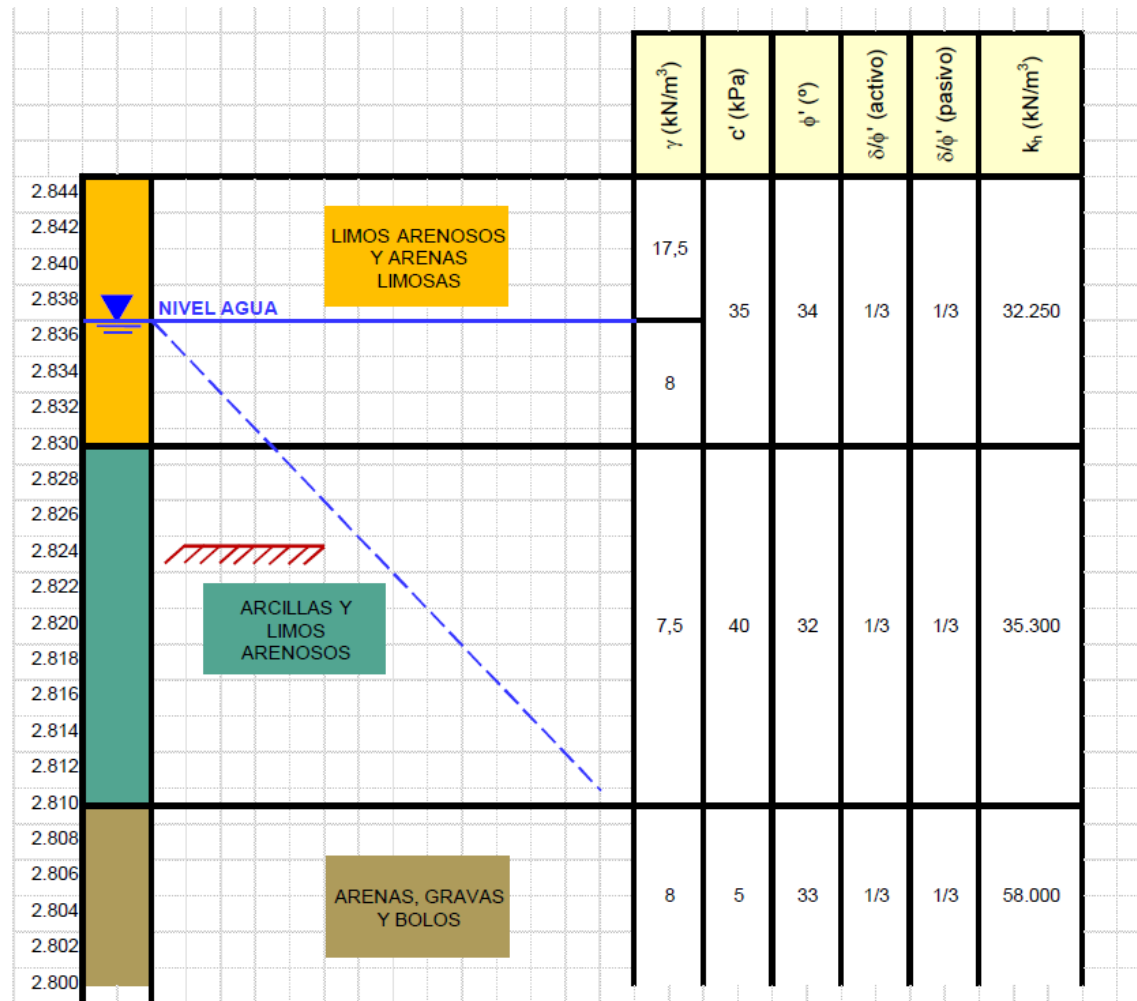 γ (kN/m³)
c' (kPa)
ϕ' (º)
δ/ϕ' (activo)
δ/ϕ' (pasivo)
kₕ (kN/m³)
2.844
2.842
2.840
2.838
2.836
2.834
2.832
2.830
2.828
2.826
2.824
2.822
2.820
2.818
2.816
2.814
2.812
2.810
2.808
2.806
2.804
2.802
2.800
LIMOS ARENOSOS
Y ARENAS
LIMOSAS
NIVEL AGUA
17,5
8
35
34
1/3
1/3
32.250
ARCILLAS Y
LIMOS
ARENOSOS
7,5
40
32
1/3
1/3
35.300
ARENAS, GRAVAS
Y BOLOS
8
5
33
1/3
1/3
58.000